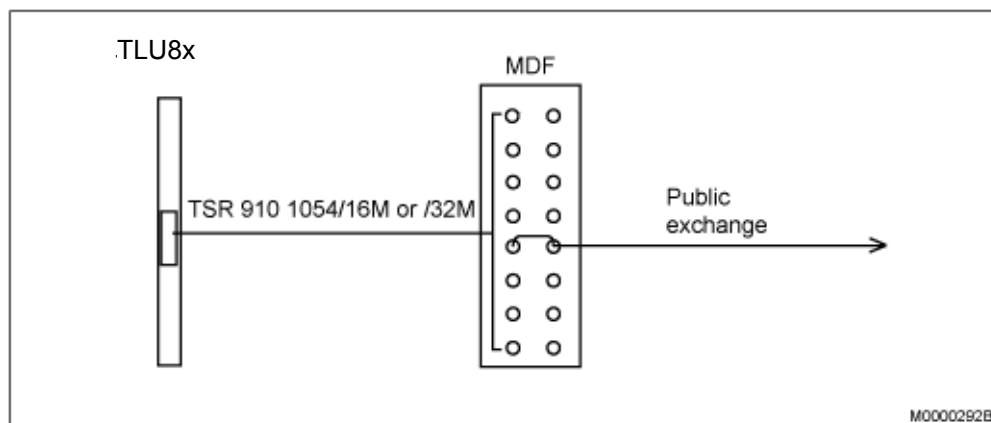 TLU8x
MDF
TSR 910 1054/16M or /32M
Public
exchange
M0000292B